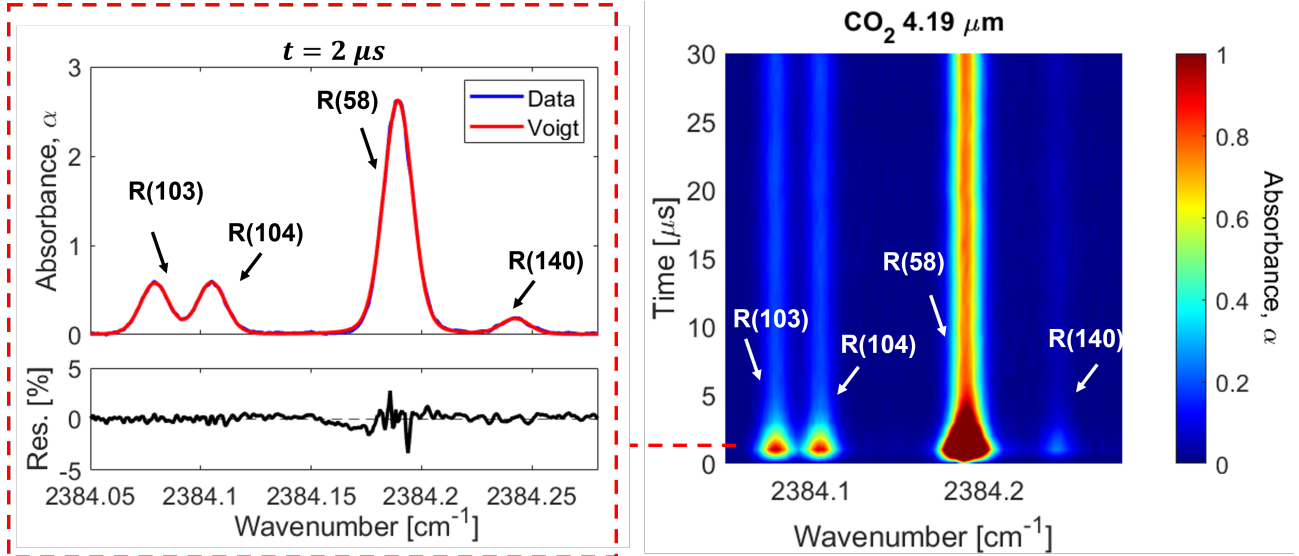 t = 2 μs
3
2
1
0
Absorbance, α
R(103)
R(104)
R(58)
R(140)
Data
Voigt
5
0
-5
Res. [%]
2384.05
2384.1
2384.15
2384.2
2384.25
Wavenumber [cm-1]
CO2 4.19 μm
30
25
20
15
10
5
0
Time [μs]
R(58)
R(103)
R(104)
R(140)
2384.1
2384.2
Wavenumber [cm-1]
1
0.8
0.6
0.4
0.2
0
Absorbance, α